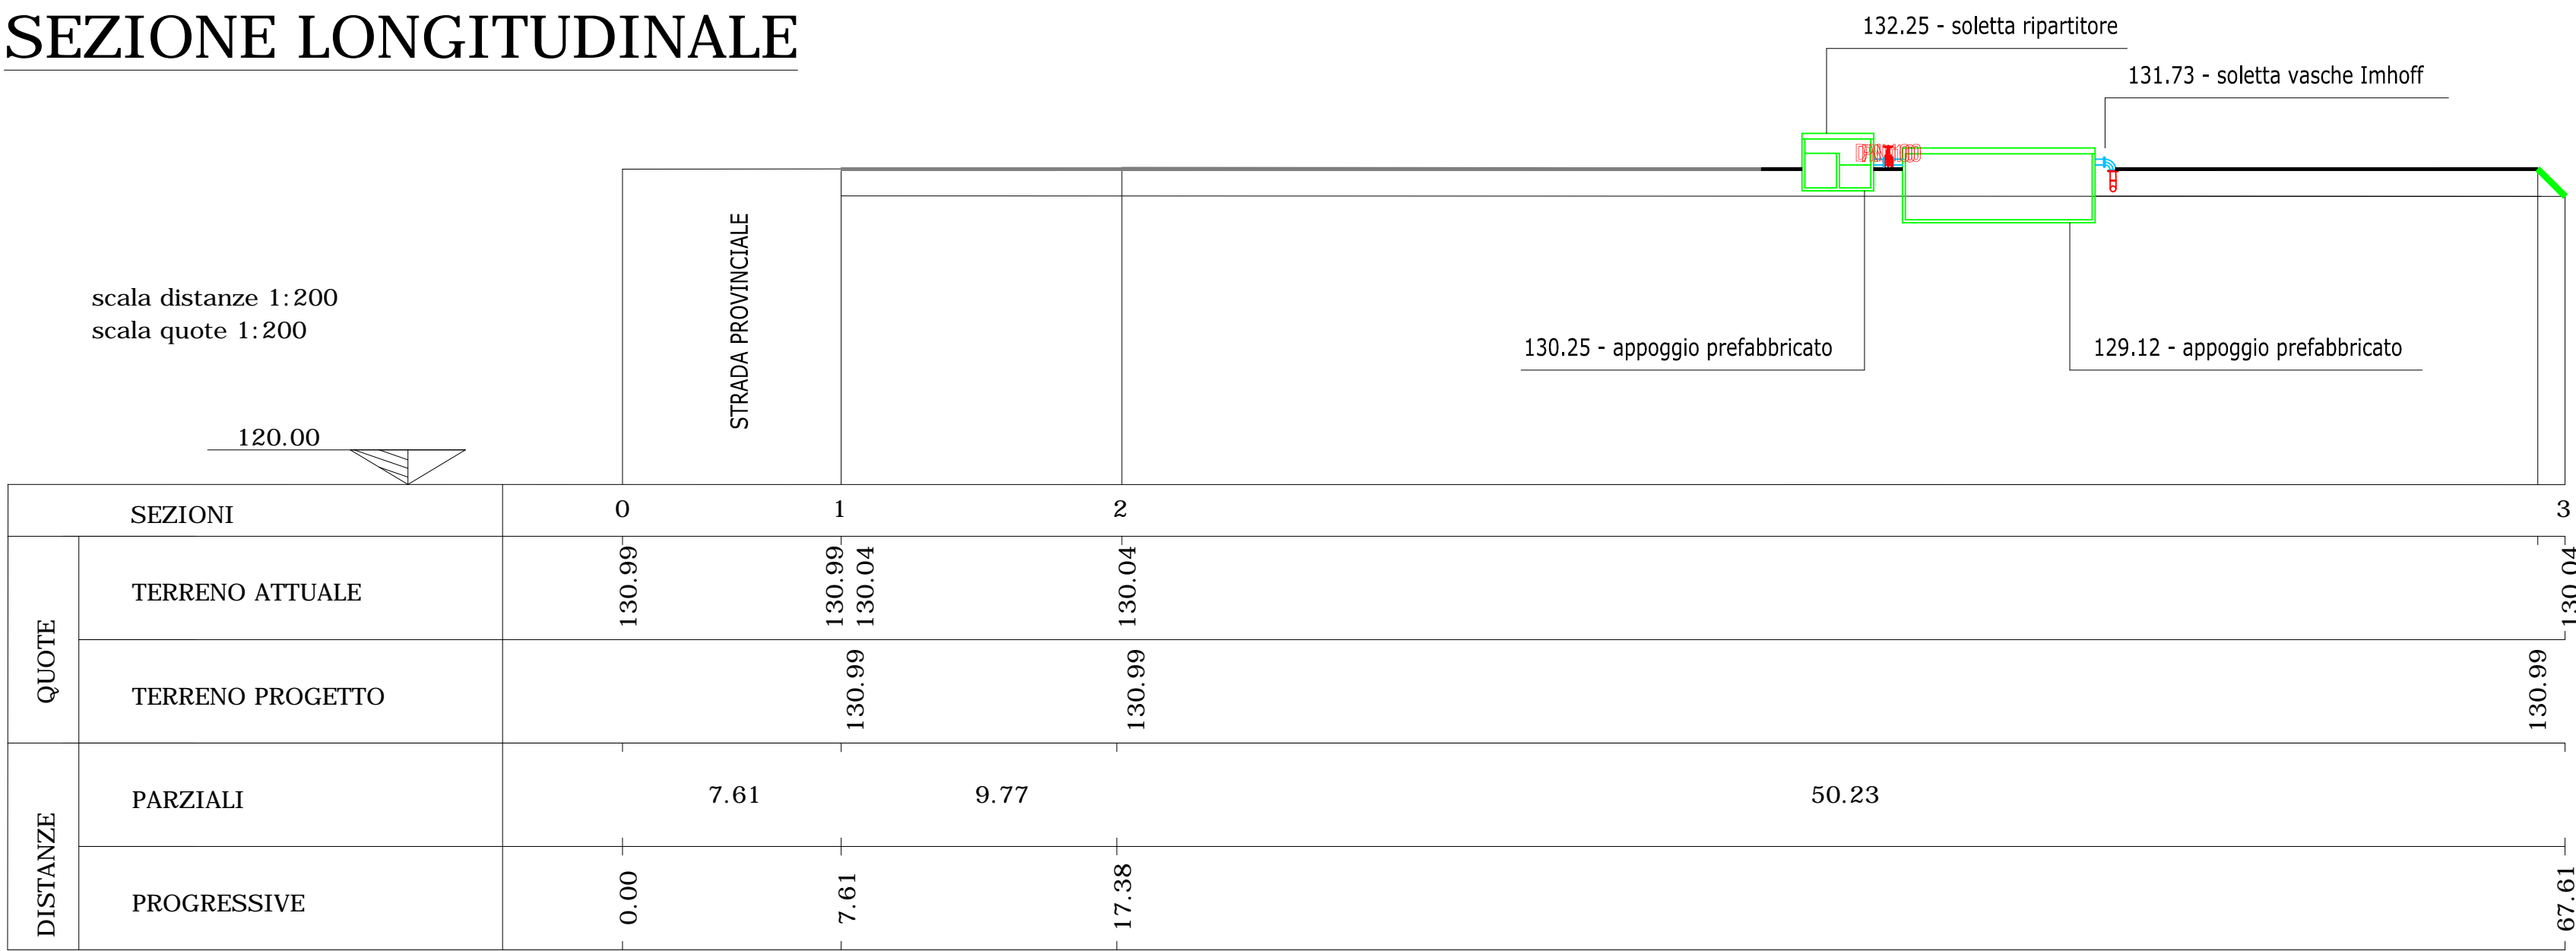 SEZIONE LONGITUDINALE
132.25 - soletta ripartitore
131.73 - soletta vasche Imhoff
STRADA PROVINCIALE
scala distanze 1:200
scala quote 1:200
130.25 - appoggio prefabbricato
129.12 - appoggio prefabbricato
120.00
SEZIONI
0
1
2
3
QUOTE
TERRENO ATTUALE
130.99
130.99
130.04
130.04
130.04
TERRENO PROGETTO
130.99
130.99
130.99
DISTANZE
PARZIALI
7.61
9.77
50.23
PROGRESSIVE
0.00
7.61
17.38
67.61